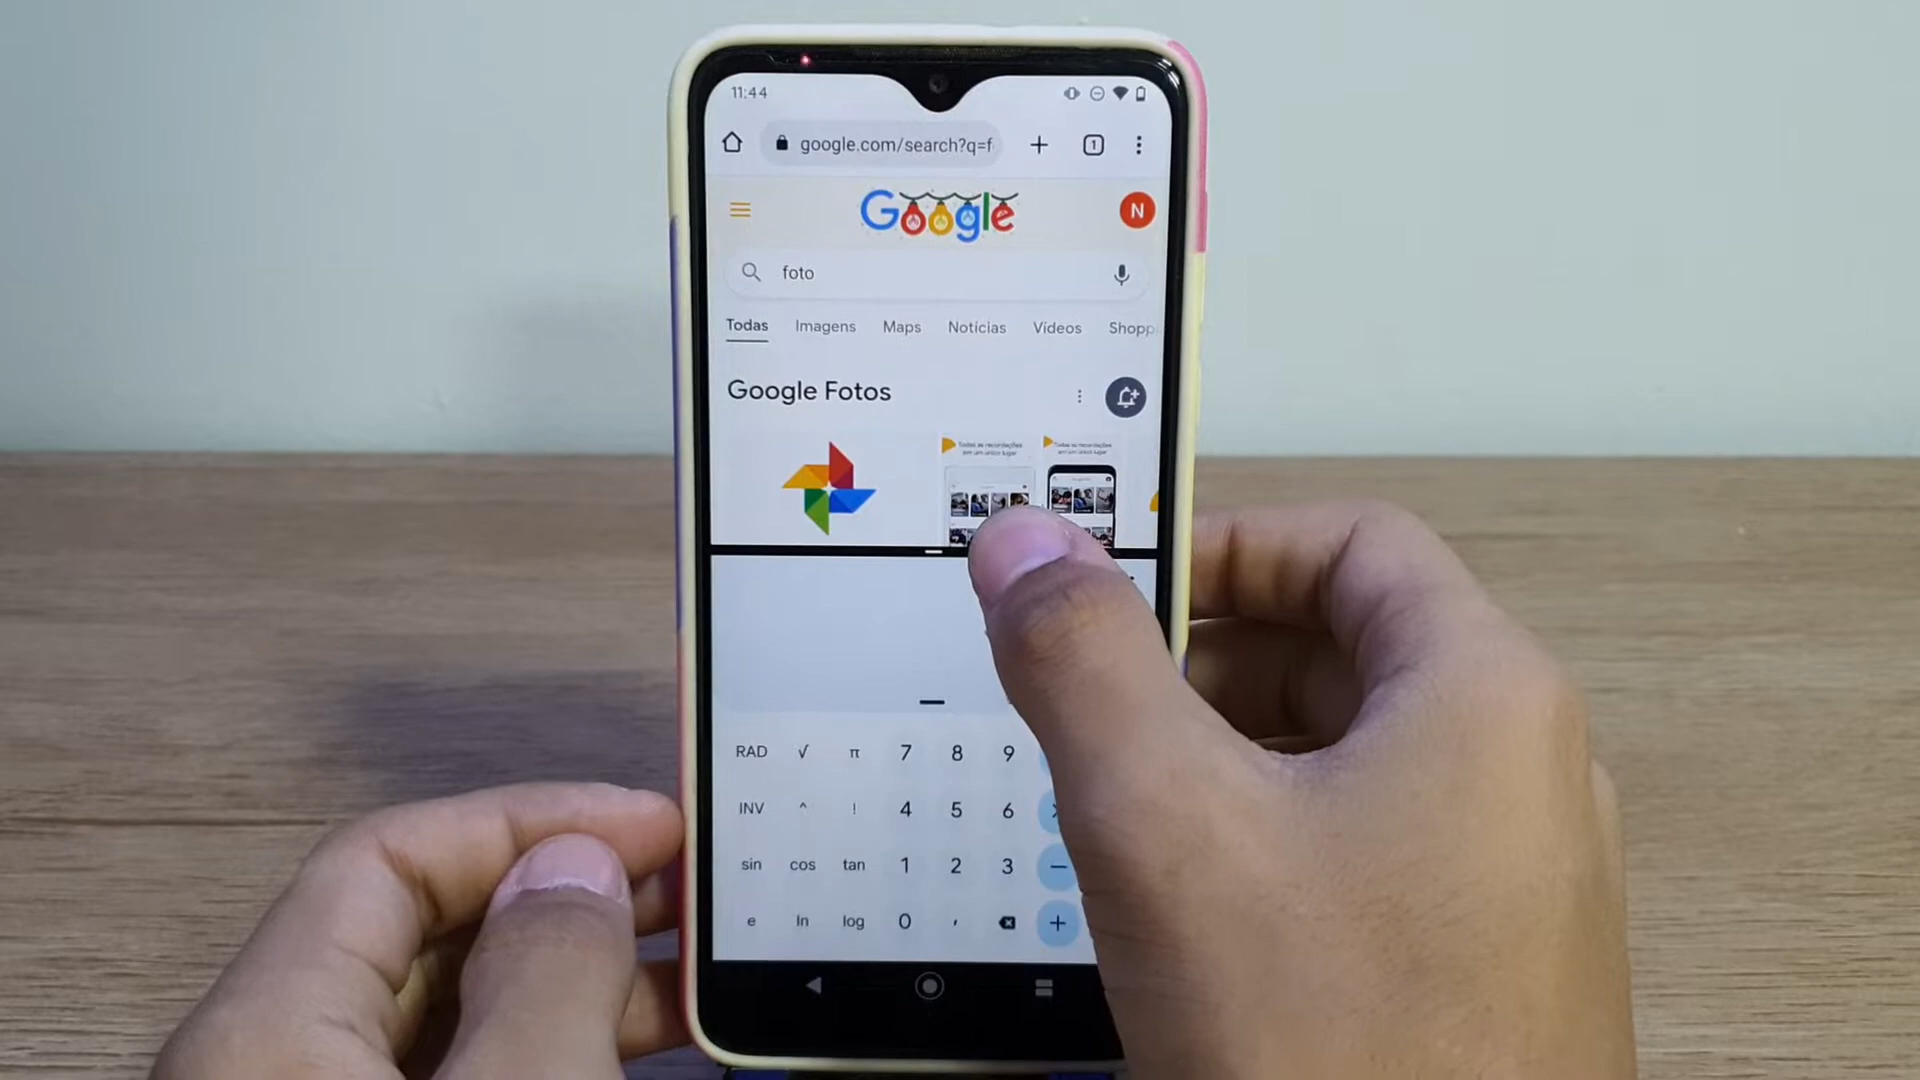 11:44
google.com/search?q=f
1
Google
N
foto
Todas Imagens Maps Notícias Vídeos Shopp
Google Fotos
Todas as recordações
em um único lugar
Todas as recordações
em um único lugar
RAD √ π 7 8 9
INV ^ ! 4 5 6
sin cos tan 1 2 3 −
e ln log 0 , +